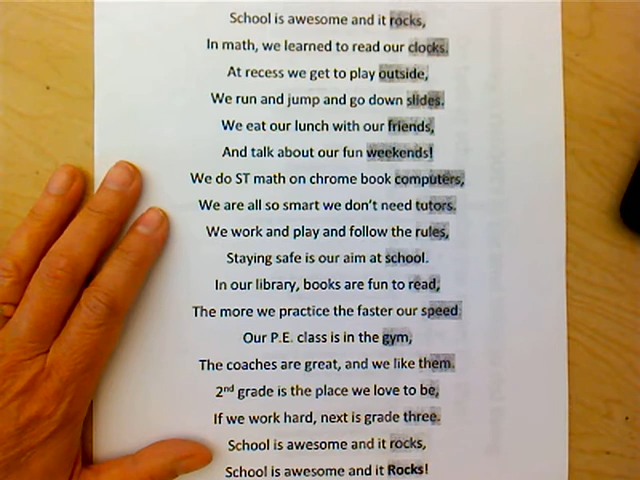 School is awesome and it rocks,
In math, we learned to read our clocks.
At recess we get to play outside,
We run and jump and go down slides.
We eat our lunch with our friends,
And talk about our fun weekends!
We do ST math on chrome book computers,
We are all so smart we don't need tutors.
We work and play and follow the rules,
Staying safe is our aim at school.
In our library, books are fun to read,
The more we practice the faster our speed
Our P.E. class is in the gym,
The coaches are great, and we like them.
2nd grade is the place we love to be,
If we work hard, next is grade three.
School is awesome and it rocks,
School is awesome and it Rocks!